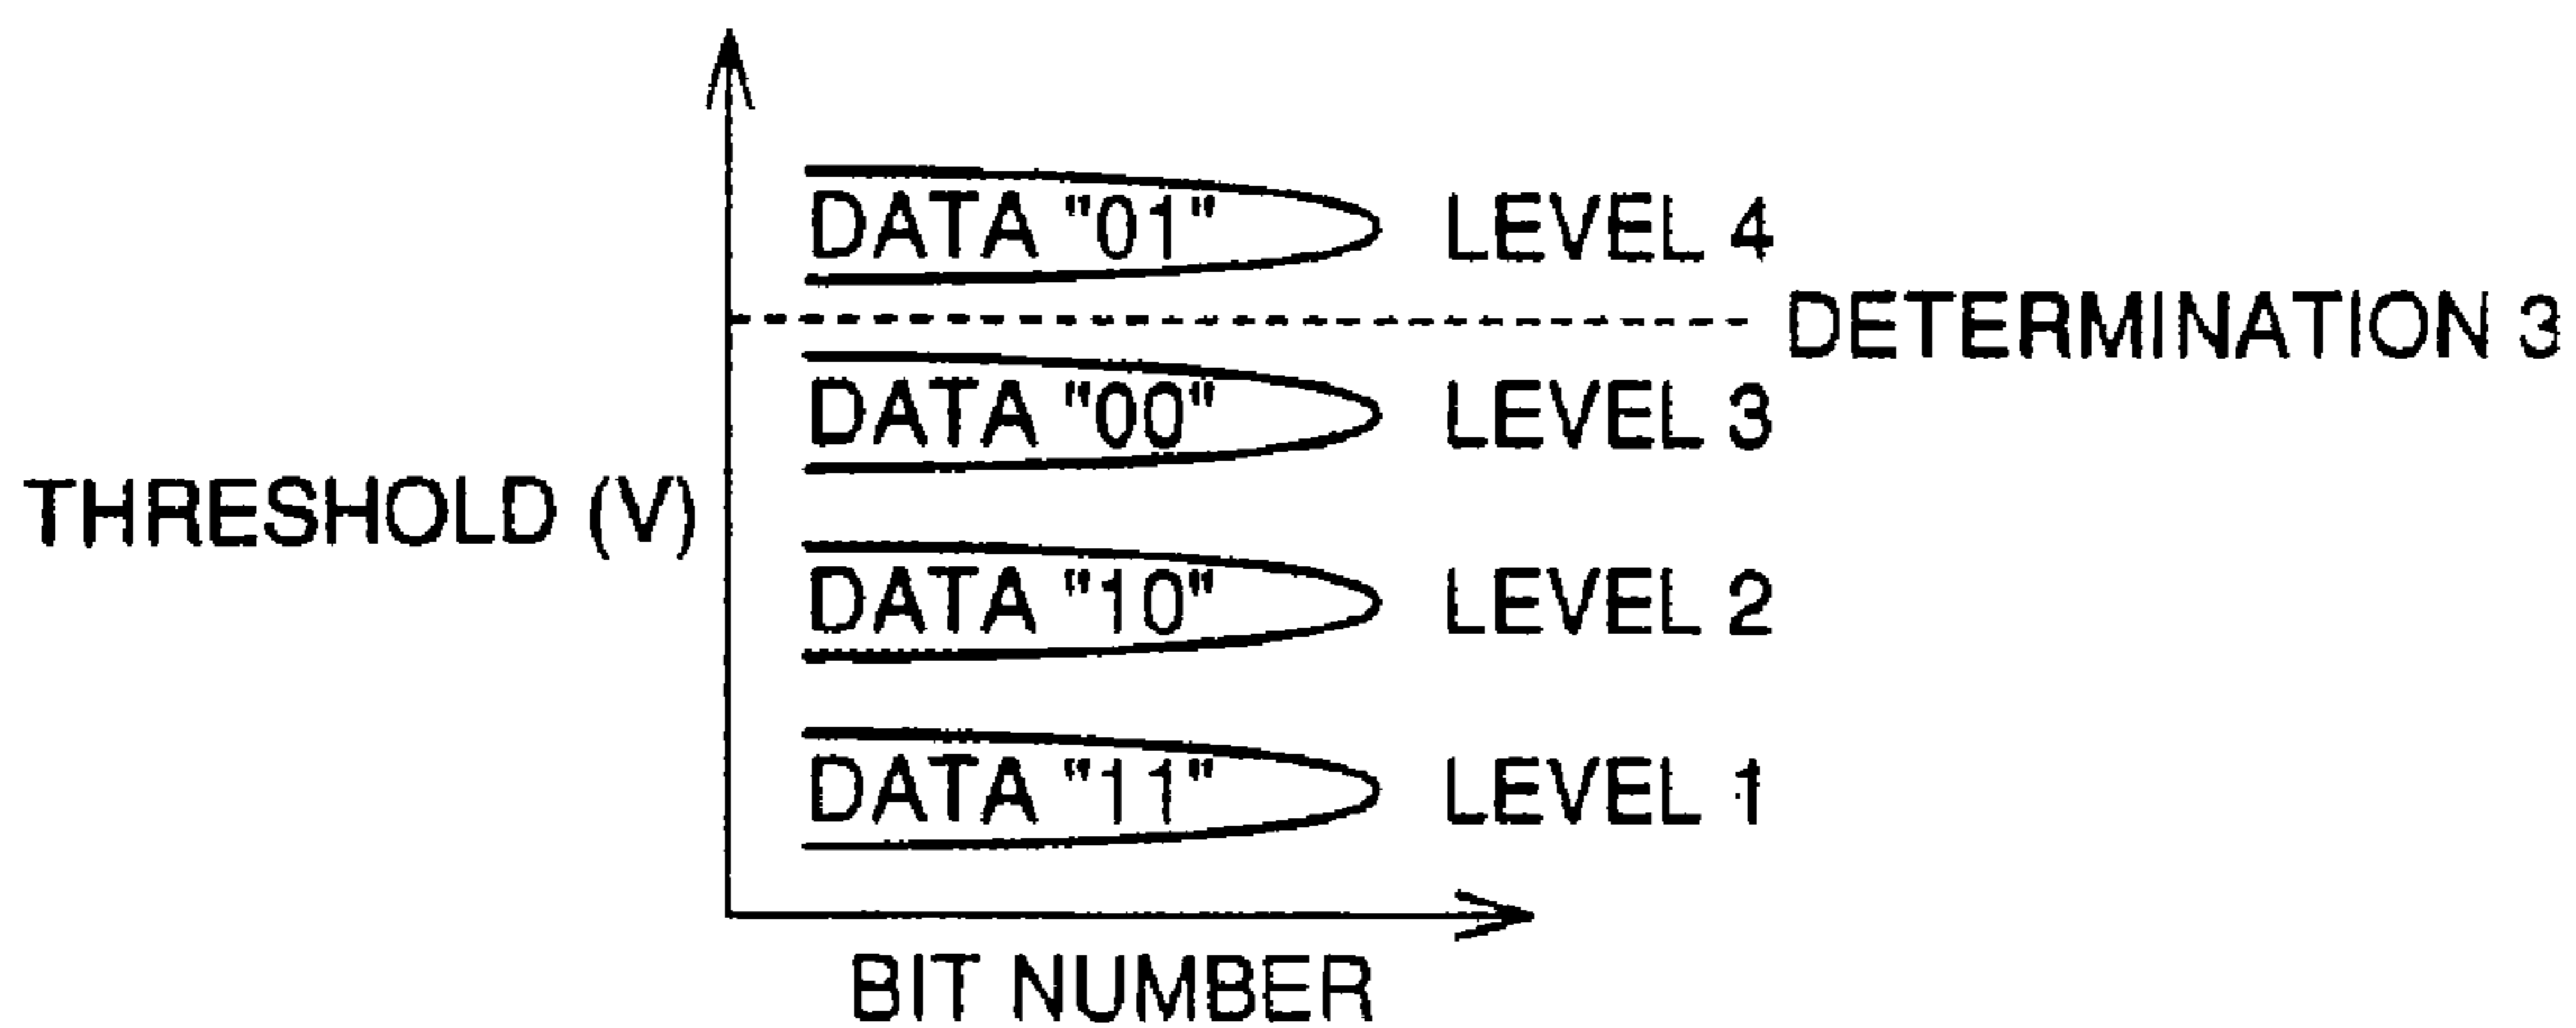 DATA "01" LEVEL 4
DETERMINATION 3
DATA "00" LEVEL 3
THRESHOLD (V)
DATA "10" LEVEL 2
DATA "11" LEVEL 1
BIT NUMBER